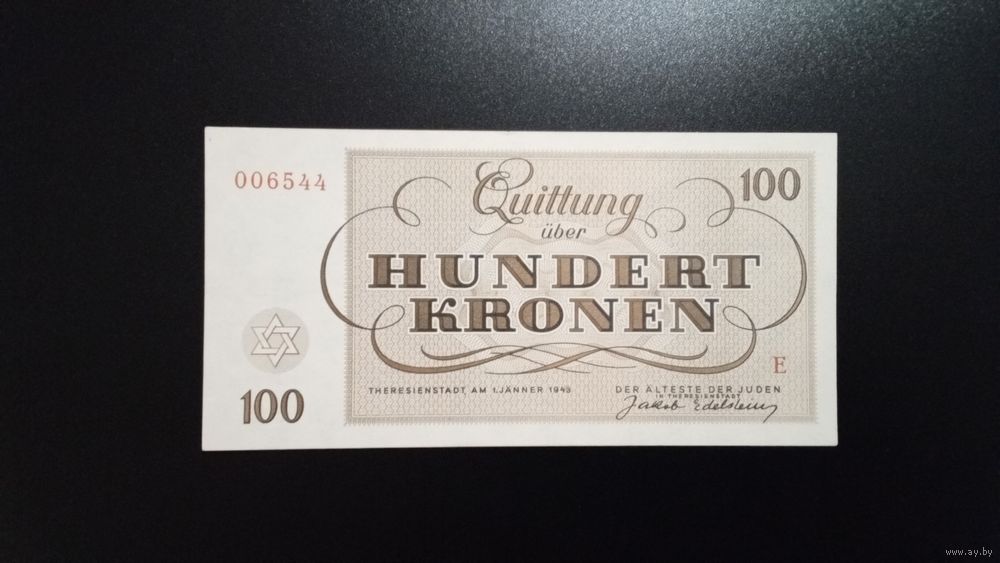 006544
Quittung
100
über
HUNDERT
KRONEN
E
100
THERESIENSTADT, AM 1.JÄNNER 1943
DER ÄLTESTE DER JUDEN
IN THERESIENSTADT
Jakob Edelstein
www.ay.by